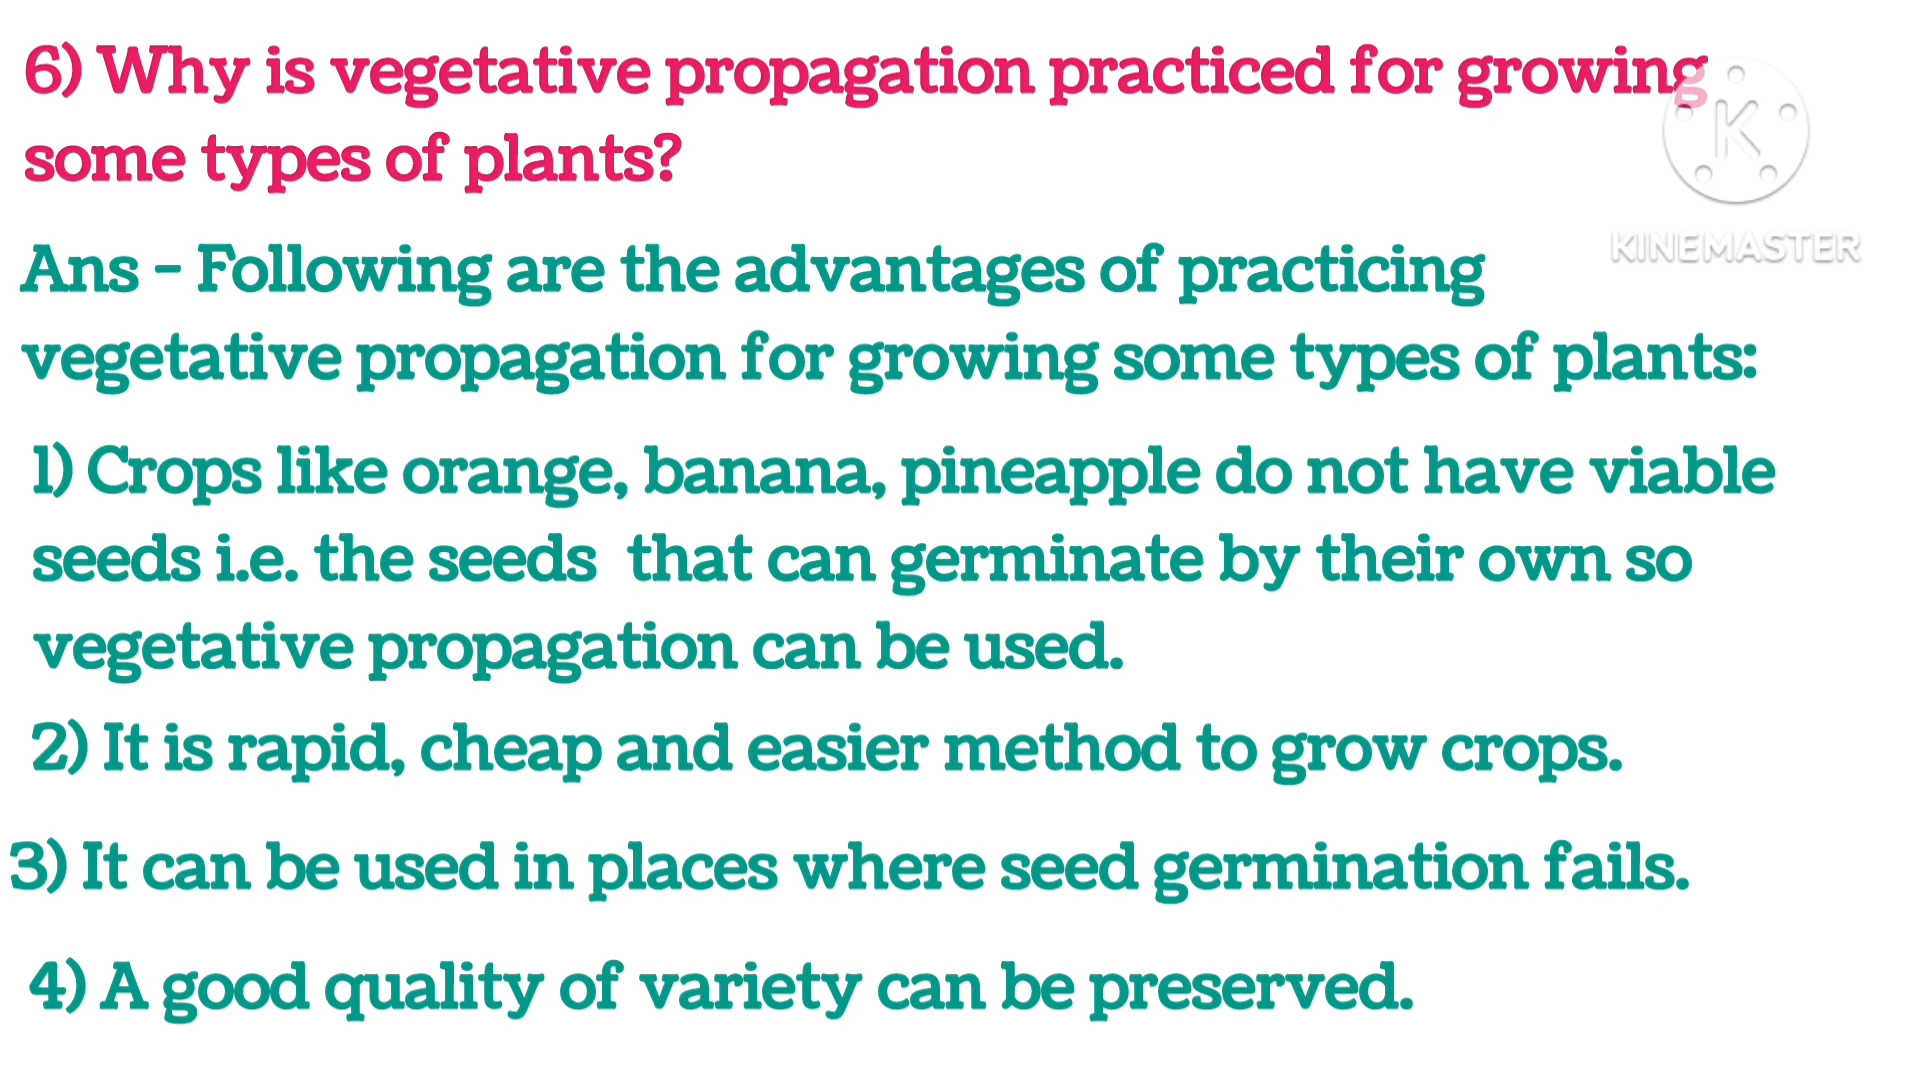 6) Why is vegetative propagation practiced for growing
some types of plants?
K
KINEMASTER
Ans - Following are the advantages of practicing
vegetative propagation for growing some types of plants:
1) Crops like orange, banana, pineapple do not have viable
seeds i.e. the seeds  that can germinate by their own so
vegetative propagation can be used.
2) It is rapid, cheap and easier method to grow crops.
3) It can be used in places where seed germination fails.
4) A good quality of variety can be preserved.